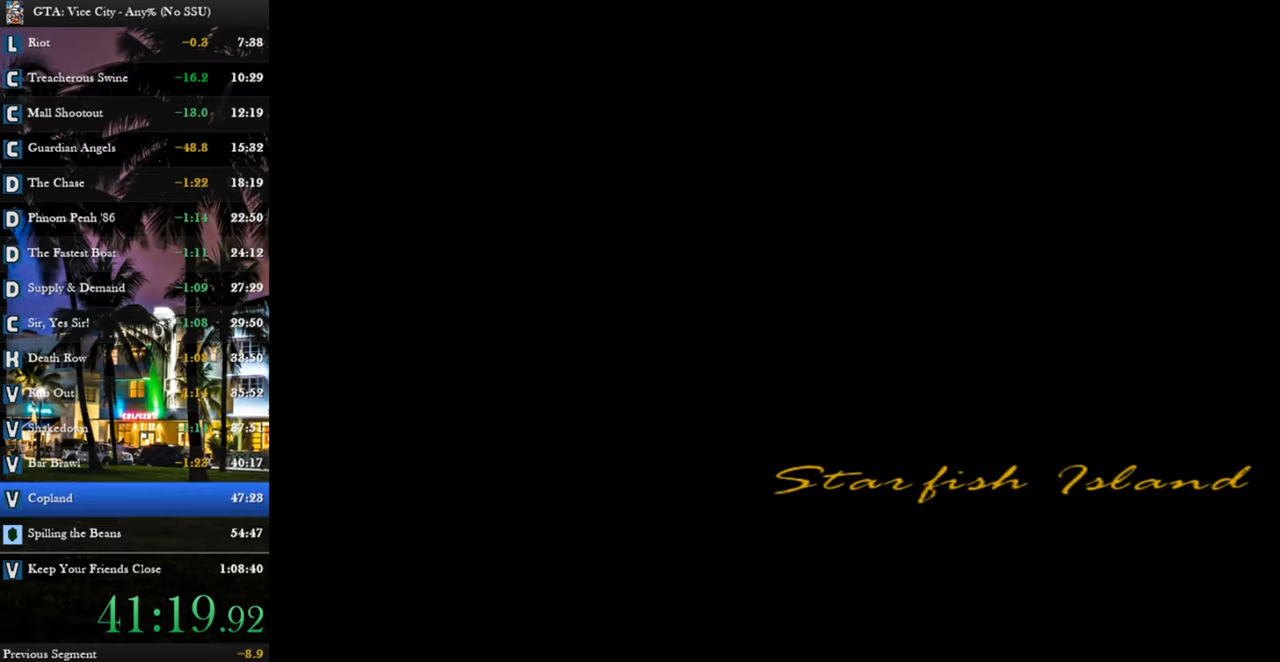 GTA: Vice City - Any% (No SSU)
L Riot −0.3 7:38
C Treacherous Swine −16.2 10:29
C Mall Shootout −13.0 12:19
C Guardian Angels −48.8 15:32
D The Chase −1:22 18:19
D Phnom Penh '86 −1:14 22:50
D The Fastest Boat −1:11 24:12
D Supply & Demand −1:09 27:29
C Sir, Yes Sir! −1:08 29:50
K Death Row 33:50
V Rub Out −1:14 35:52
V Shakedown 37:51
V Bar Brawl −1:23 40:17
V Copland 47:23
Spilling the Beans 54:47
V Keep Your Friends Close 1:08:40
41:19.92
Previous Segment −8.9
Starfish Island